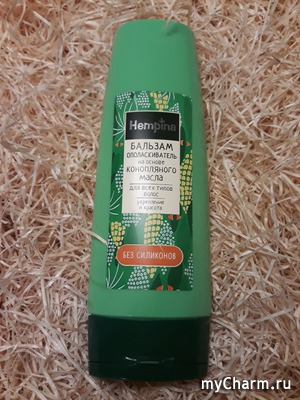 Hempina
БАЛЬЗАМ
ОПОЛАСКИВАТЕЛЬ
на основе
КОНОПЛЯНОГО
МАСЛА
для всех типов
волос
укрепление
и красота
БЕЗ СИЛИКОНОВ
myCharm.ru